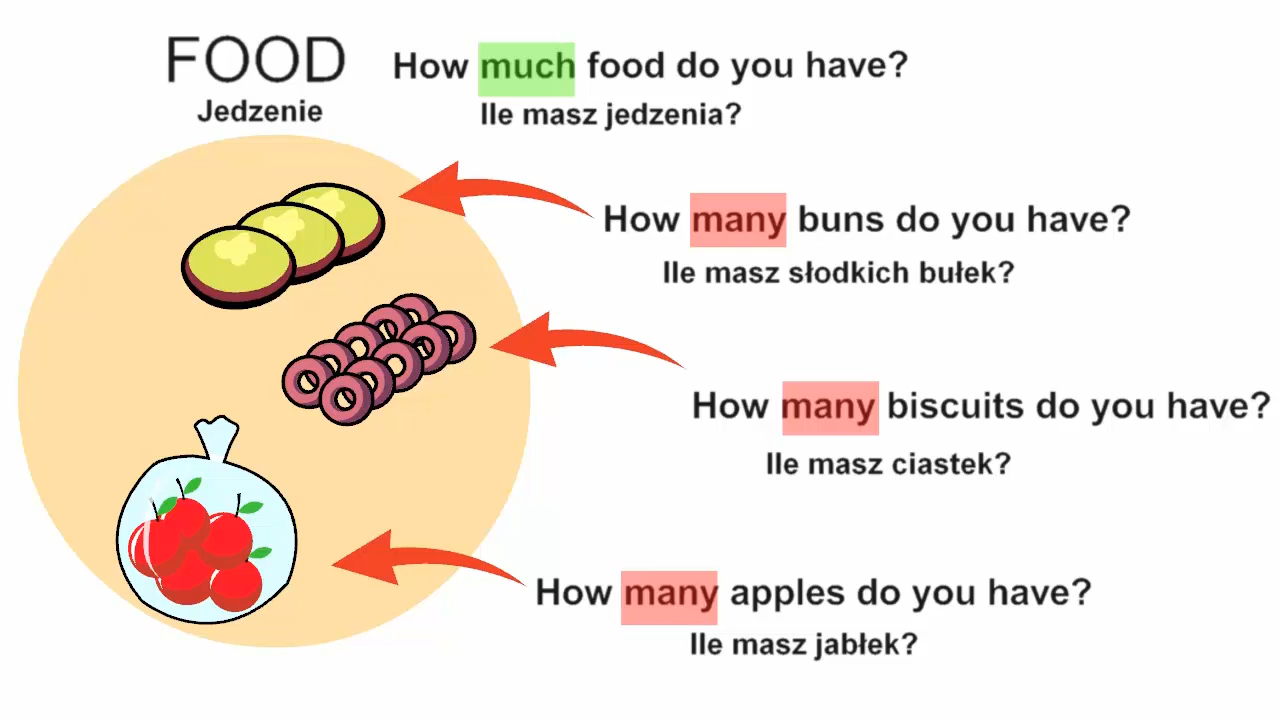 FOOD
Jedzenie
How much food do you have?
Ile masz jedzenia?
How many buns do you have?
Ile masz słodkich bułek?
How many biscuits do you have?
Ile masz ciastek?
How many apples do you have?
Ile masz jabłek?